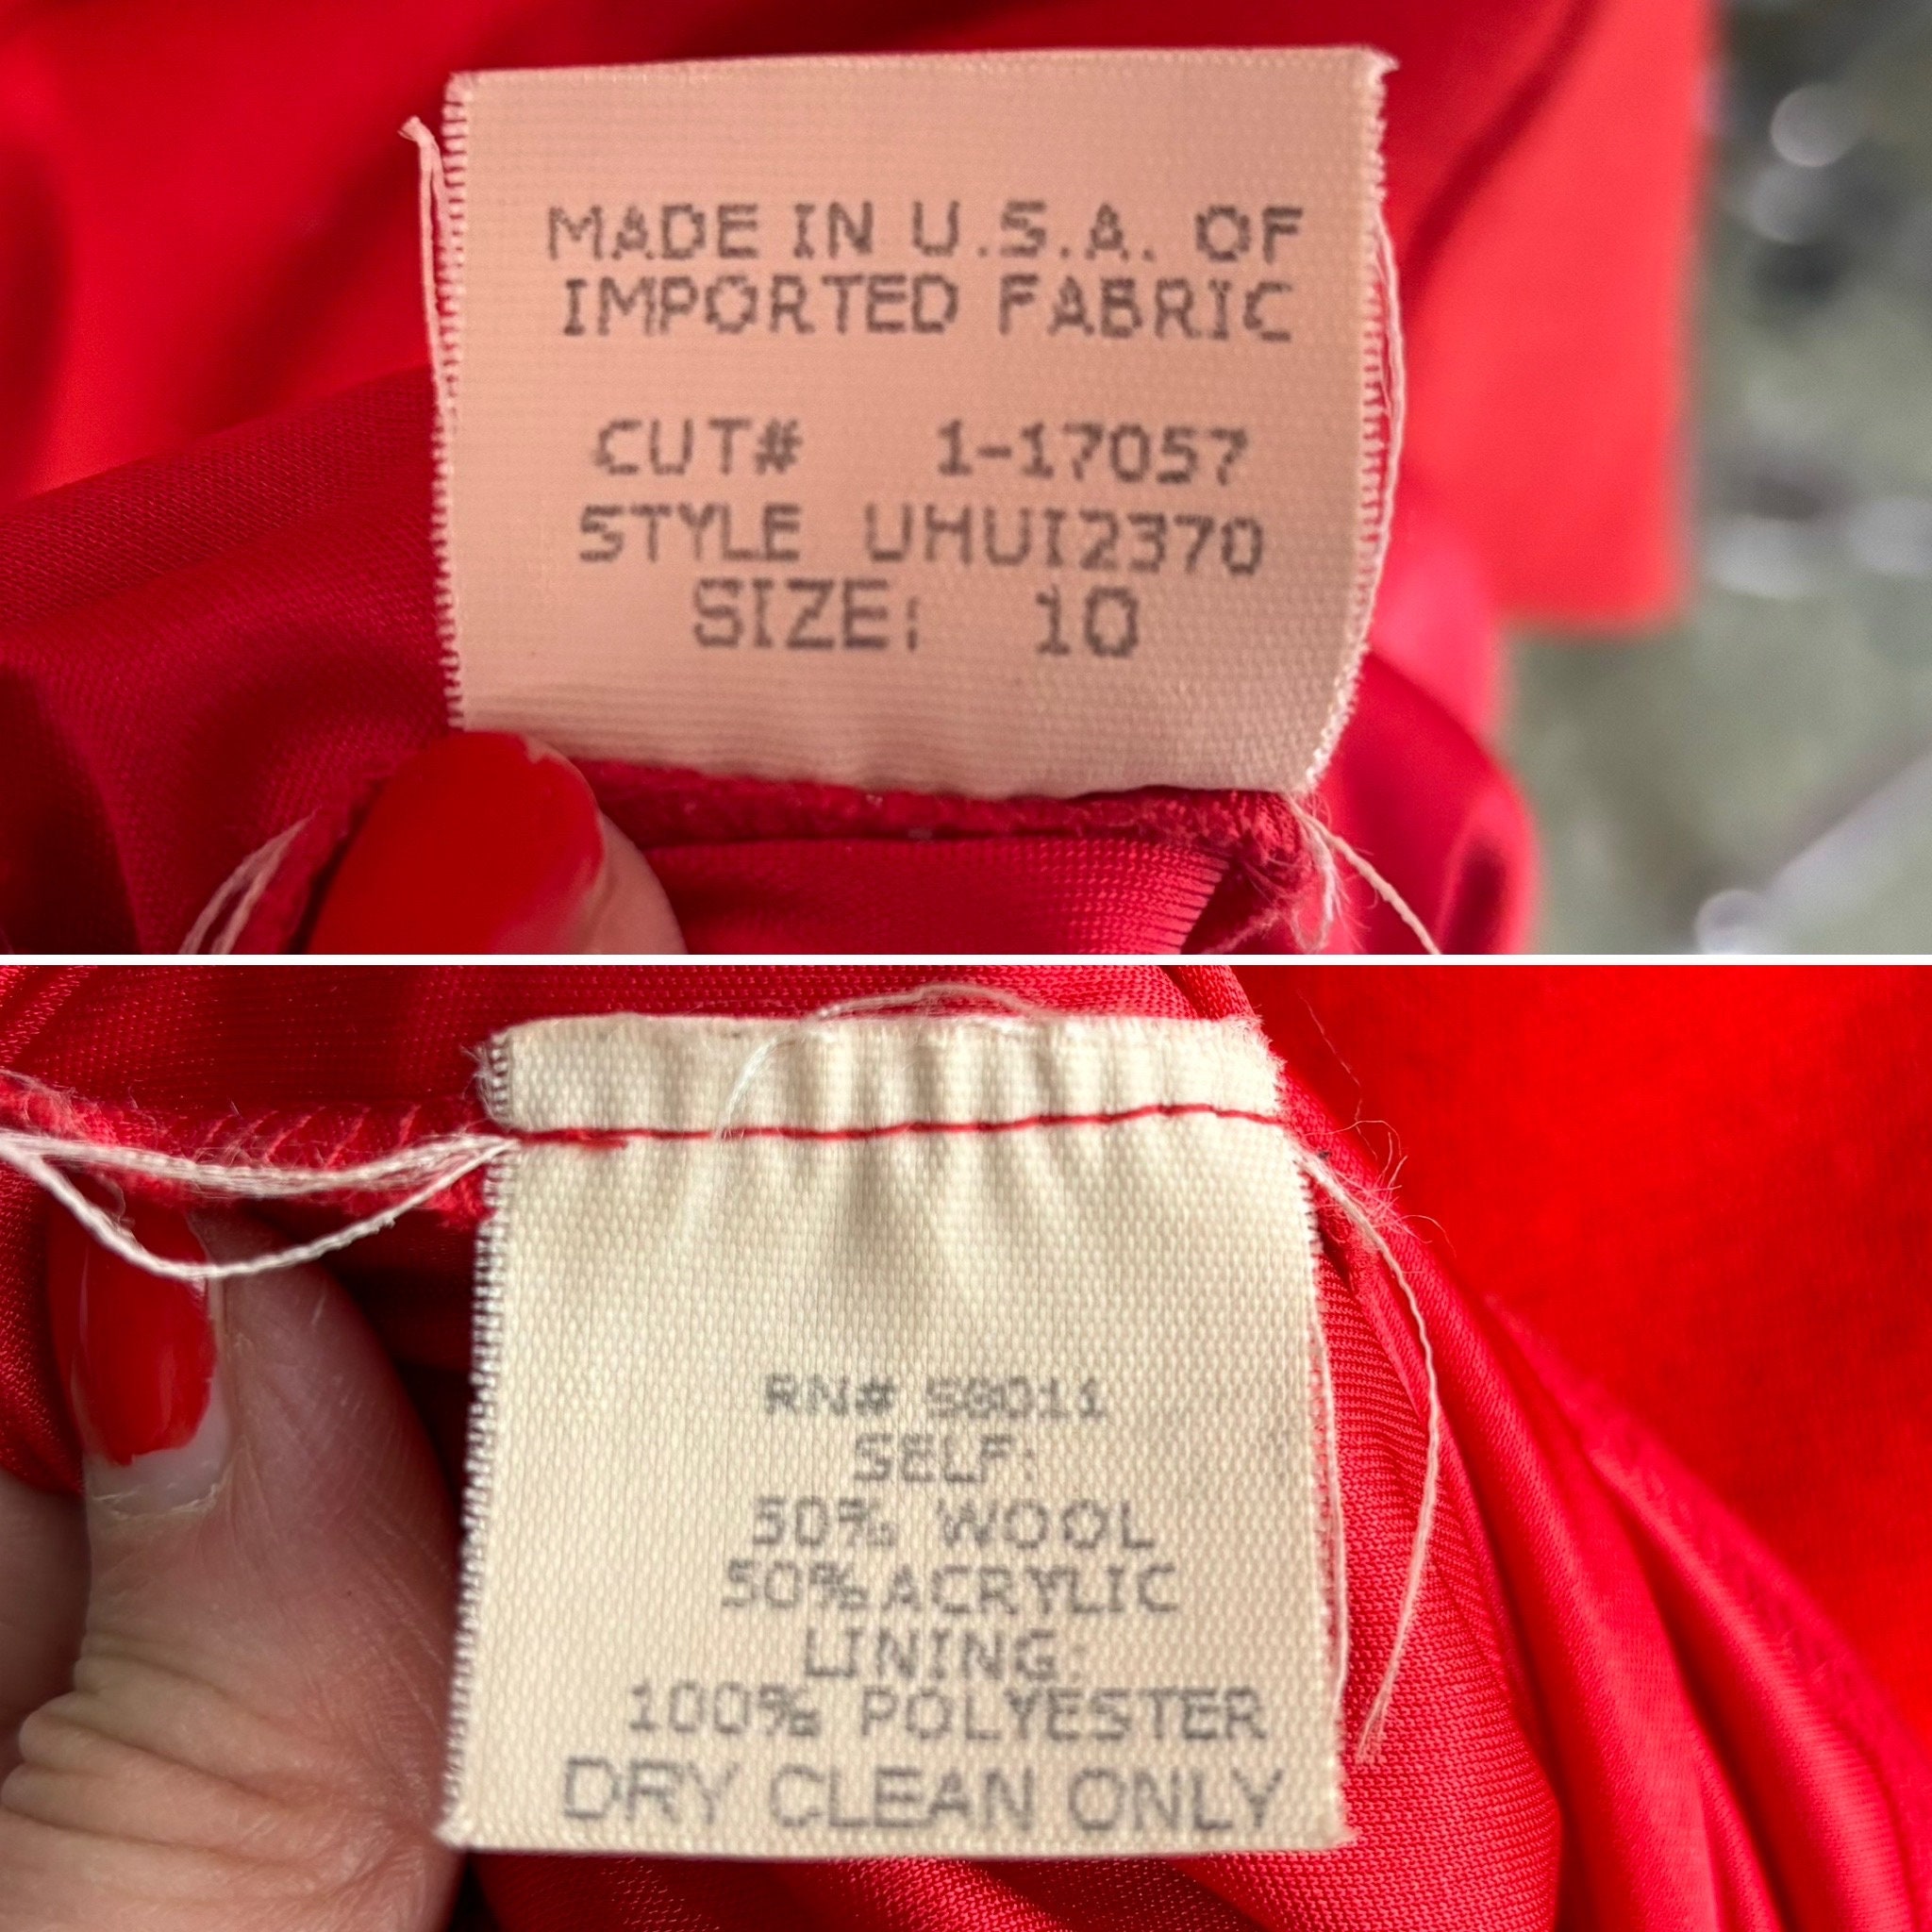 MADE IN U.S.A. OF
IMPORTED FABRIC
CUT# 1-17057
STYLE UHUI2370
SIZE: 10
RN# 58011
SELF:
50% WOOL
50% ACRYLIC
LINING:
100% POLYESTER
DRY CLEAN ONLY